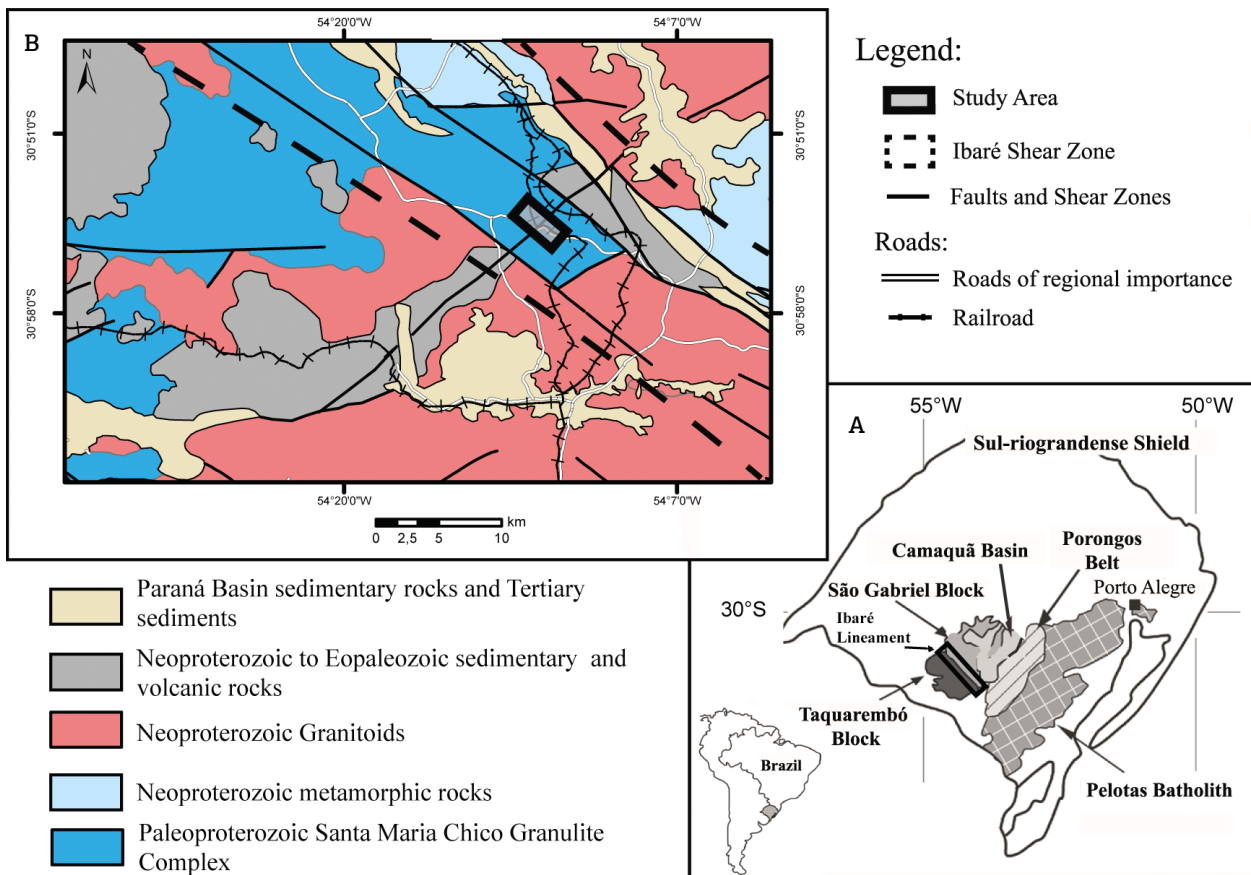 B
54°20'0"W
54°7'0"W
N
30°51'0"S
30°51'0"S
30°58'0"S
30°58'0"S
54°20'0"W
54°7'0"W
km
0
2,5
5
10
Legend:
Study Area
Ibaré Shear Zone
Faults and Shear Zones
Roads:
Roads of regional importance
Railroad
Paraná Basin sedimentary rocks and Tertiary
sediments
Neoproterozoic to Eopaleozoic sedimentary and
volcanic rocks
Neoproterozoic Granitoids
Neoproterozoic metamorphic rocks
Paleoproterozoic Santa Maria Chico Granulite
Complex
A
55°W
50°W
Sul-riograndense Shield
Camaquã Basin
Porongos
Belt
Porto Alegre
São Gabriel Block
30°S
Ibaré
Lineament
Taquarembó
Block
Brazil
Pelotas Batholith